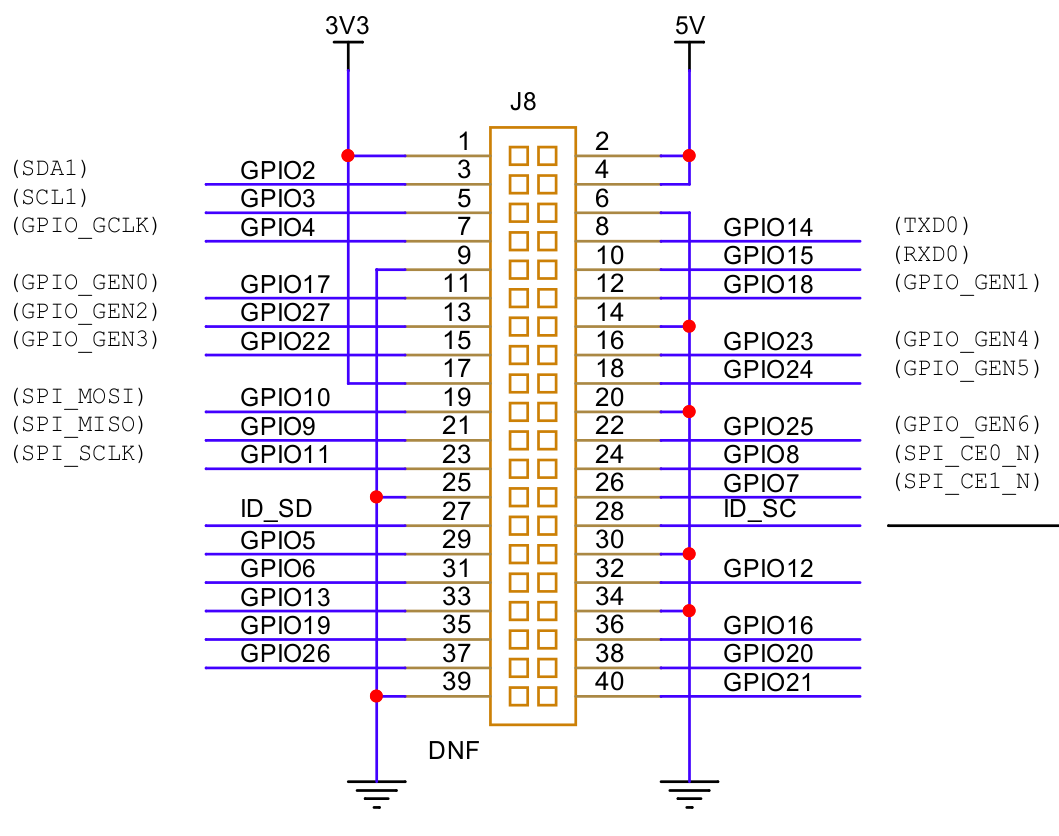 3V3 5V
J8
1 2
(SDA1) GPIO2 3 4
(SCL1) GPIO3 5 6
(GPIO_GCLK) GPIO4 7 8 GPIO14 (TXD0)
9 10 GPIO15 (RXD0)
(GPIO_GEN0) GPIO17 11 12 GPIO18 (GPIO_GEN1)
(GPIO_GEN2) GPIO27 13 14
(GPIO_GEN3) GPIO22 15 16 GPIO23 (GPIO_GEN4)
17 18 GPIO24 (GPIO_GEN5)
(SPI_MOSI) GPIO10 19 20
(SPI_MISO) GPIO9 21 22 GPIO25 (GPIO_GEN6)
(SPI_SCLK) GPIO11 23 24 GPIO8 (SPI_CE0_N)
25 26 GPIO7 (SPI_CE1_N)
ID_SD 27 28 ID_SC
GPIO5 29 30
GPIO6 31 32 GPIO12
GPIO13 33 34
GPIO19 35 36 GPIO16
GPIO26 37 38 GPIO20
39 40 GPIO21
DNF